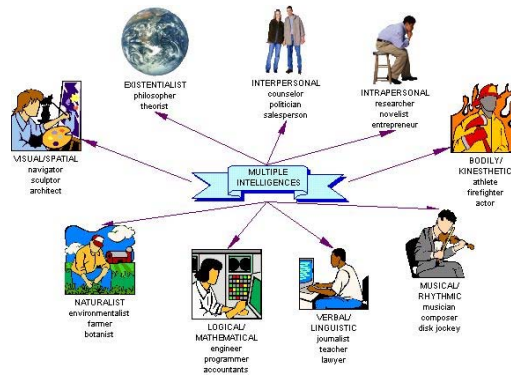 EXISTENTIALIST
philosopher
theorist
INTERPERSONAL
counselor
politician
salesperson
INTRAPERSONAL
researcher
novelist
entrepreneur
VISUAL/SPATIAL
navigator
sculptor
architect
MULTIPLE
INTELLIGENCES
BODILY/
KINESTHETIC
athlete
firefighter
actor
NATURALIST
environmentalist
farmer
botanist
LOGICAL/
MATHEMATICAL
engineer
programmer
accountants
VERBAL/
LINGUISTIC
journalist
teacher
lawyer
MUSICAL/
RHYTHMIC
musician
composer
disk jockey